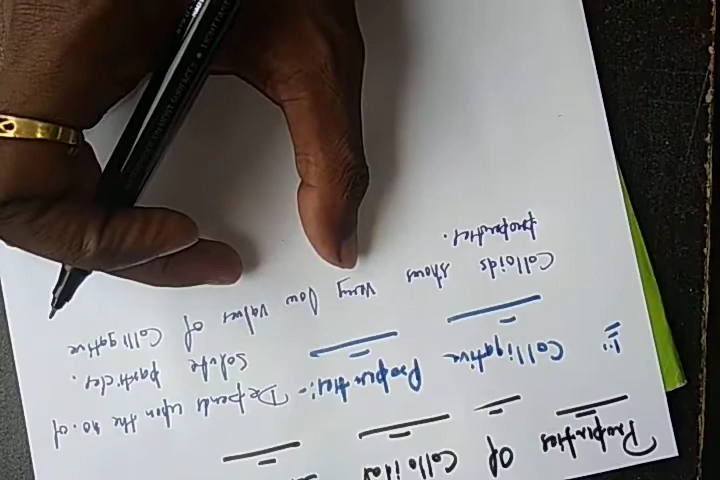 Properties of Colloidal
1:- Colligative Properties:- Depends upon the no. of
solute particles.
Colloids shows very low values of Colligative
properties.